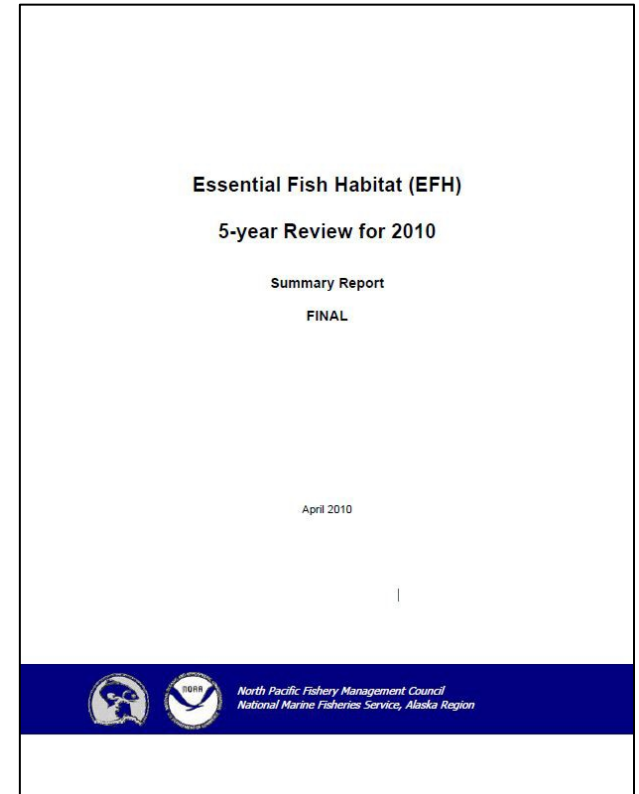 Essential Fish Habitat (EFH)
5-year Review for 2010
Summary Report
FINAL
April 2010
NOAA
North Pacific Fishery Management Council
National Marine Fisheries Service, Alaska Region